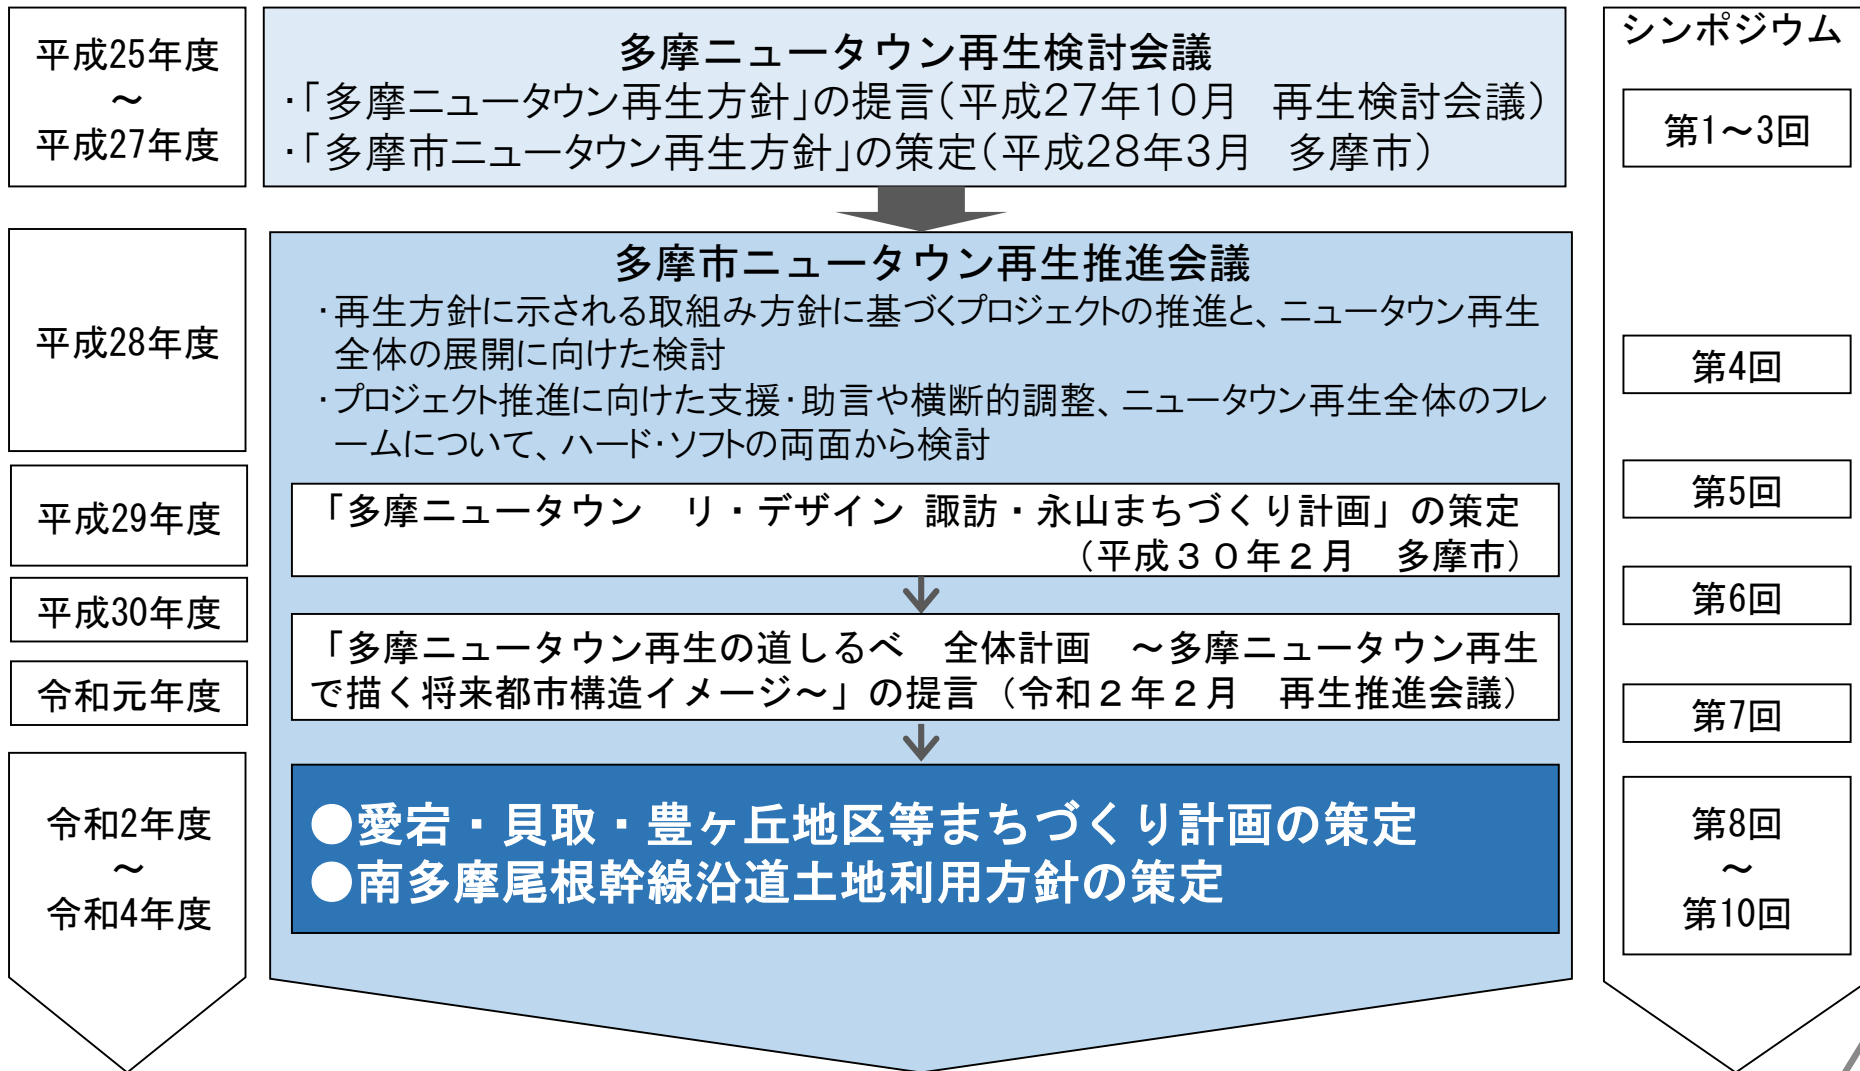 平成25年度
～
平成27年度
多摩ニュータウン再生検討会議
・「多摩ニュータウン再生方針」の提言（平成27年10月　再生検討会議）
・「多摩市ニュータウン再生方針」の策定（平成28年3月　多摩市）
シンポジウム
第1～3回
平成28年度
多摩市ニュータウン再生推進会議
・再生方針に示される取組み方針に基づくプロジェクトの推進と、ニュータウン再生
全体の展開に向けた検討
・プロジェクト推進に向けた支援・助言や横断的調整、ニュータウン再生全体のフレ
ームについて、ハード・ソフトの両面から検討
第4回
平成29年度
「多摩ニュータウン　リ・デザイン 諏訪・永山まちづくり計画」の策定
（平成３０年２月　多摩市）
第5回
平成30年度
第6回
「多摩ニュータウン再生の道しるべ　全体計画　～多摩ニュータウン再生
で描く将来都市構造イメージ～」の提言（令和２年２月　再生推進会議）
令和元年度
第7回
令和2年度
～
令和4年度
●愛宕・貝取・豊ヶ丘地区等まちづくり計画の策定
●南多摩尾根幹線沿道土地利用方針の策定
第8回
～
第10回